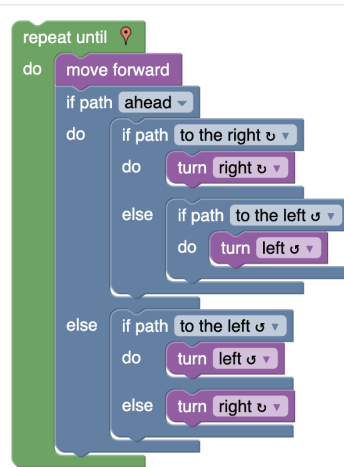 repeat until
do move forward
if path ahead
do if path to the right ↻
do turn right ↻
else if path to the left ↺
do turn left ↺
else if path to the left ↺
do turn left ↺
else turn right ↻